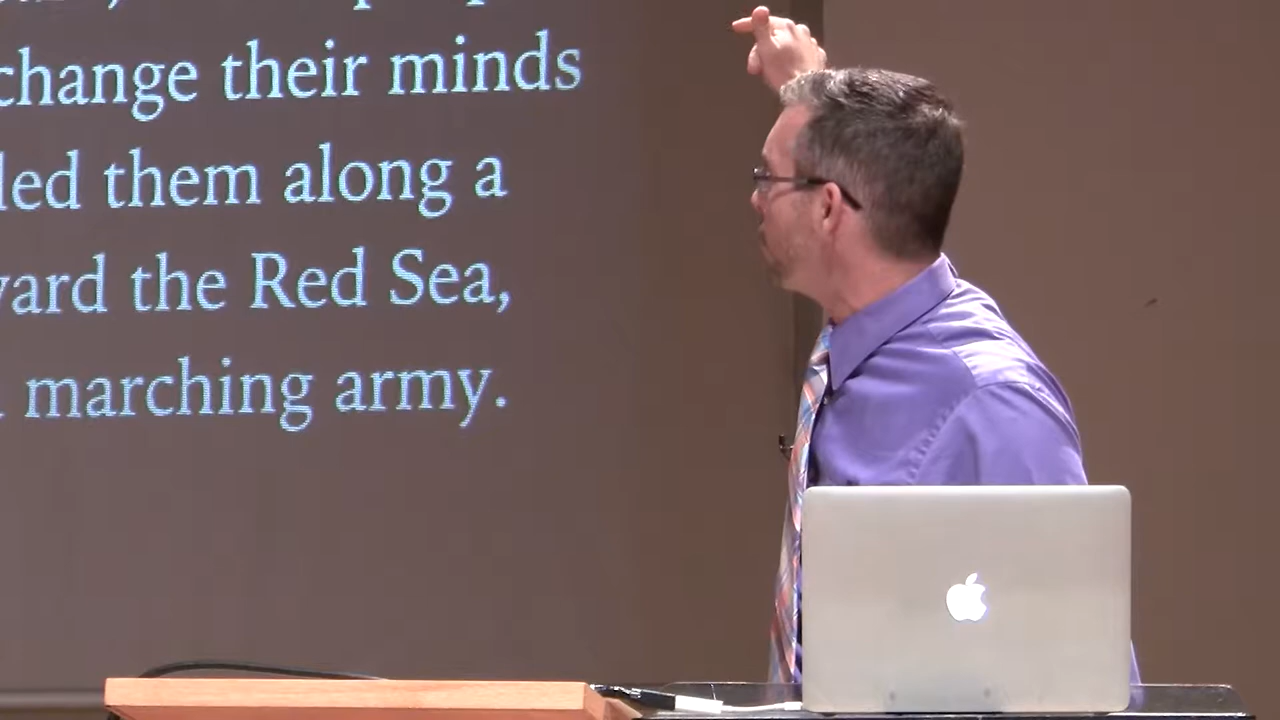 change their minds
led them along a
the Red Sea,
marching army.